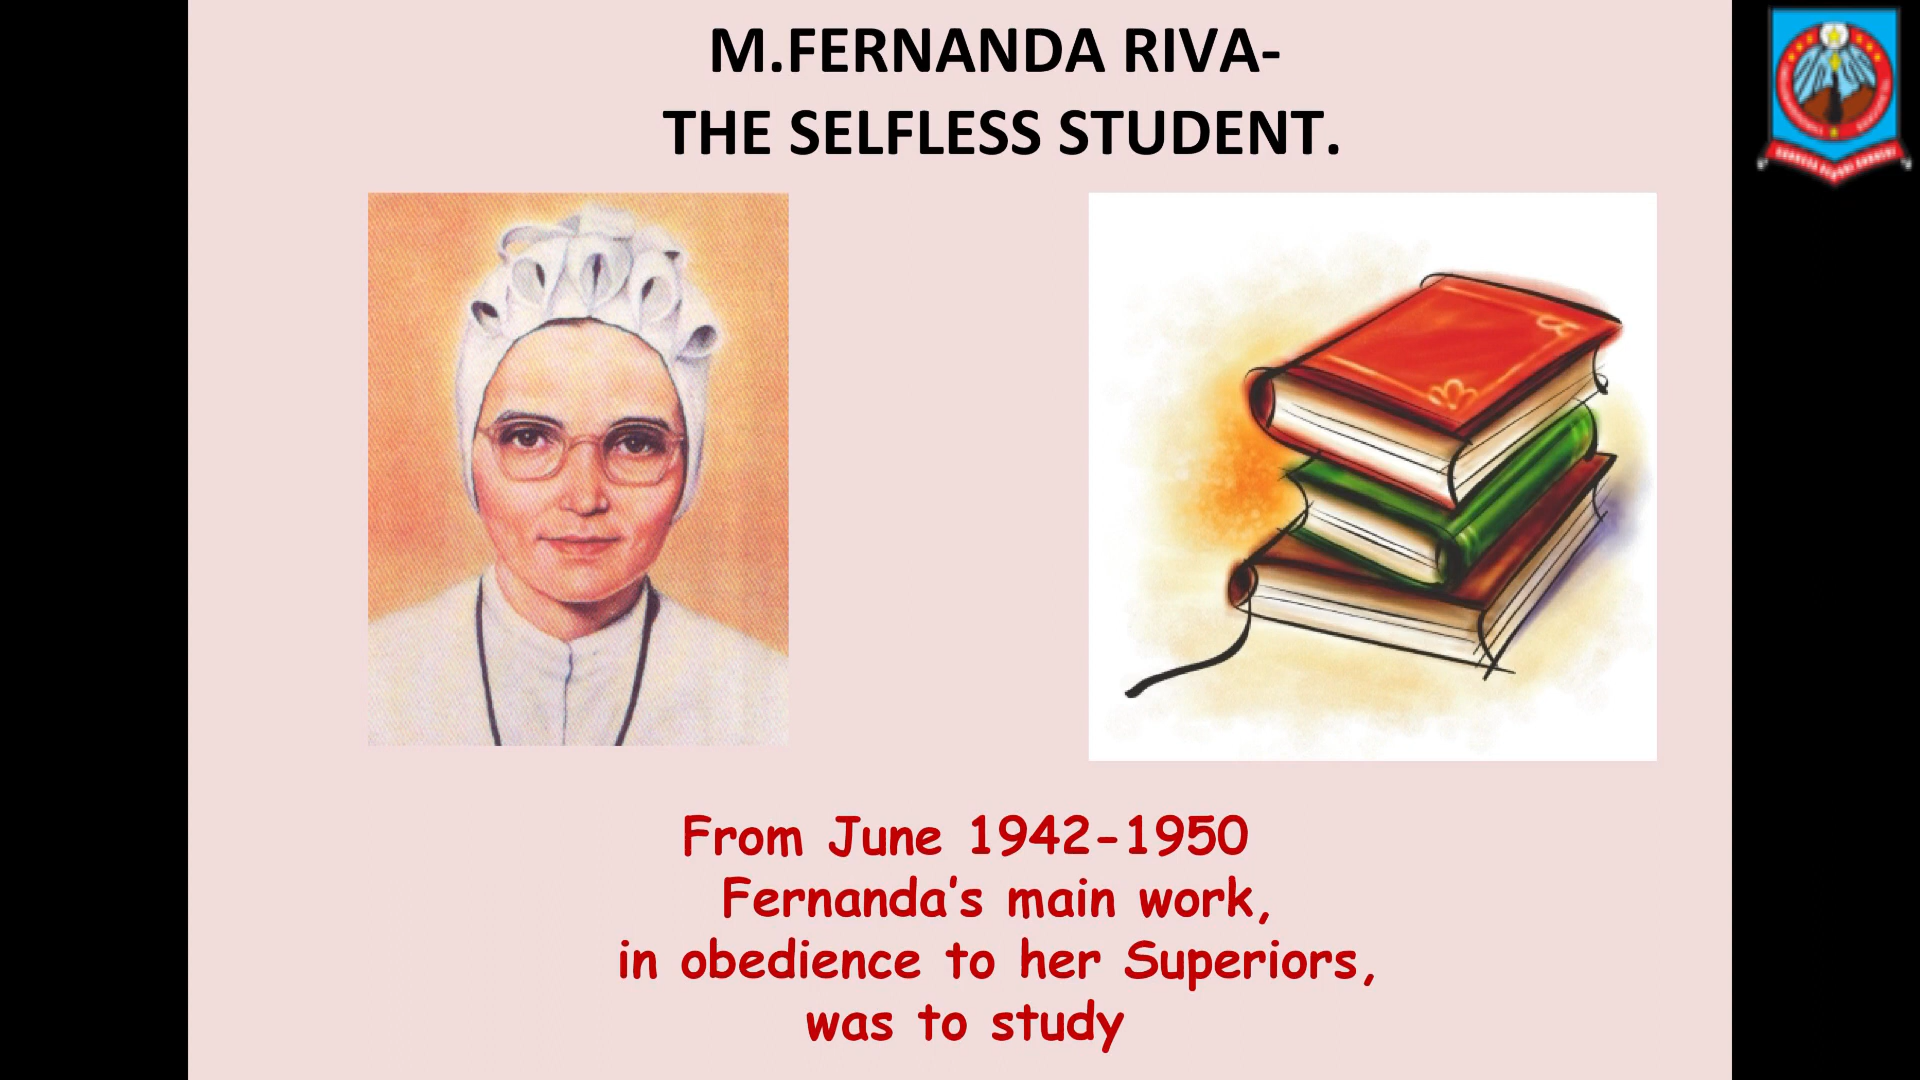 M.FERNANDA RIVA-
THE SELFLESS STUDENT.
From June 1942-1950
Fernanda's main work,
in obedience to her Superiors,
was to study